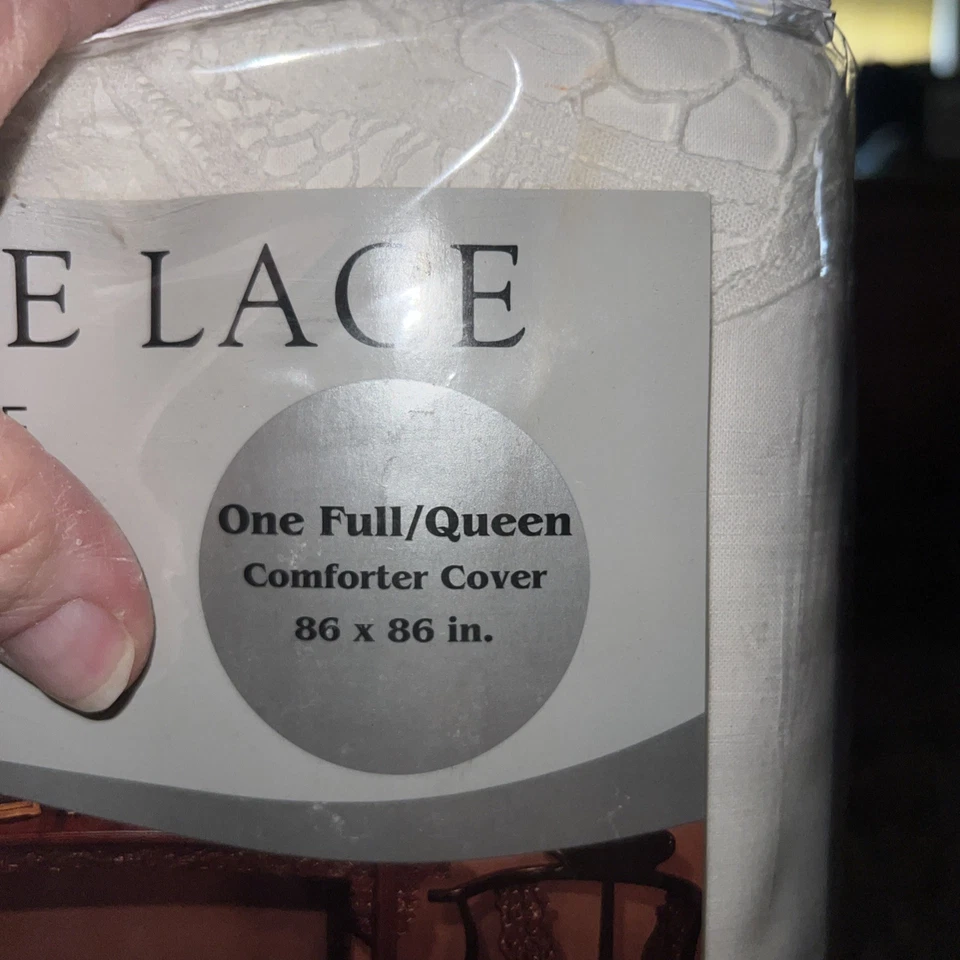 E LACE
One Full/Queen
Comforter Cover
86 x 86 in.